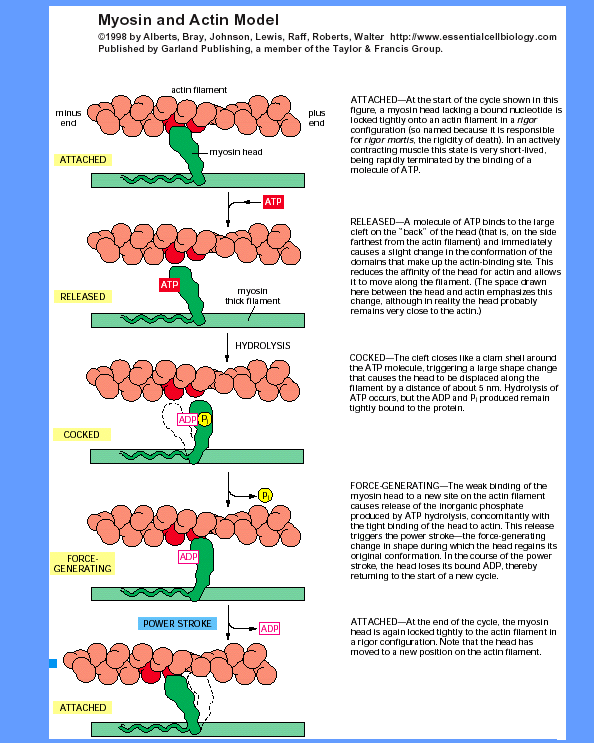 Myosin and Actin Model
©1998 by Alberts, Bray, Johnson, Lewis, Raff, Roberts, Walter  http://www.essentialcellbiology.com
Published by Garland Publishing, a member of the Taylor & Francis Group.
actin filament
minus
end
plus
end
myosin head
ATTACHED
ATTACHED—At the start of the cycle shown in this
figure, a myosin head lacking a bound nucleotide is
locked tightly onto an actin filament in a rigor
configuration (so named because it is responsible
for rigor mortis, the rigidity of death). In an actively
contracting muscle this state is very short-lived,
being rapidly terminated by the binding of a
molecule of ATP.
ATP
ATP
RELEASED
myosin
thick filament
RELEASED—A molecule of ATP binds to the large
cleft on the "back" of the head (that is, on the side
farthest from the actin filament) and immediately
causes a slight change in the conformation of the
domains that make up the actin-binding site. This
reduces the affinity of the head for actin and allows
it to move along the filament. (The space drawn
here between the head and actin emphasizes this
change, although in reality the head probably
remains very close to the actin.)
HYDROLYSIS
ADP
Pi
COCKED
COCKED—The cleft closes like a clam shell around
the ATP molecule, triggering a large shape change
that causes the head to be displaced along the
filament by a distance of about 5 nm. Hydrolysis of
ATP occurs, but the ADP and Pi produced remain
tightly bound to the protein.
Pi
ADP
FORCE-
GENERATING
FORCE-GENERATING—The weak binding of the
myosin head to a new site on the actin filament
causes release of the inorganic phosphate
produced by ATP hydrolysis, concomitantly with
the tight binding of the head to actin. This release
triggers the power stroke—the force-generating
change in shape during which the head regains its
original conformation. In the course of the power
stroke, the head loses its bound ADP, thereby
returning to the start of a new cycle.
POWER STROKE
ADP
ATTACHED
ATTACHED—At the end of the cycle, the myosin
head is again locked tightly to the actin filament in
a rigor configuration. Note that the head has
moved to a new position on the actin filament.